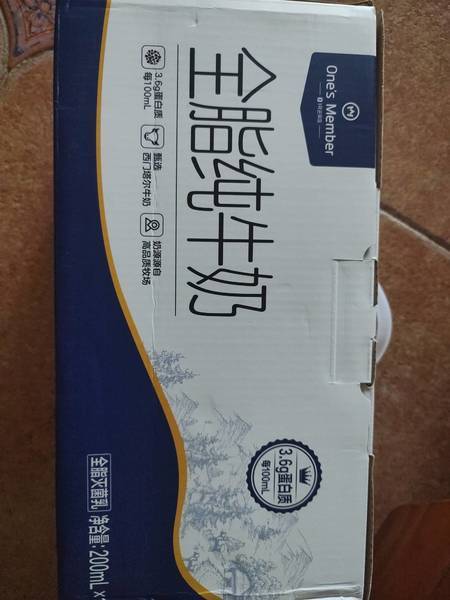 One's Member
全脂纯牛奶
3.6g蛋白质
每100mL
甄选
西门塔尔牛奶
奶源源自
高品质牧场
3.6g蛋白质
每100mL
全脂灭菌乳 净含量: 200mL